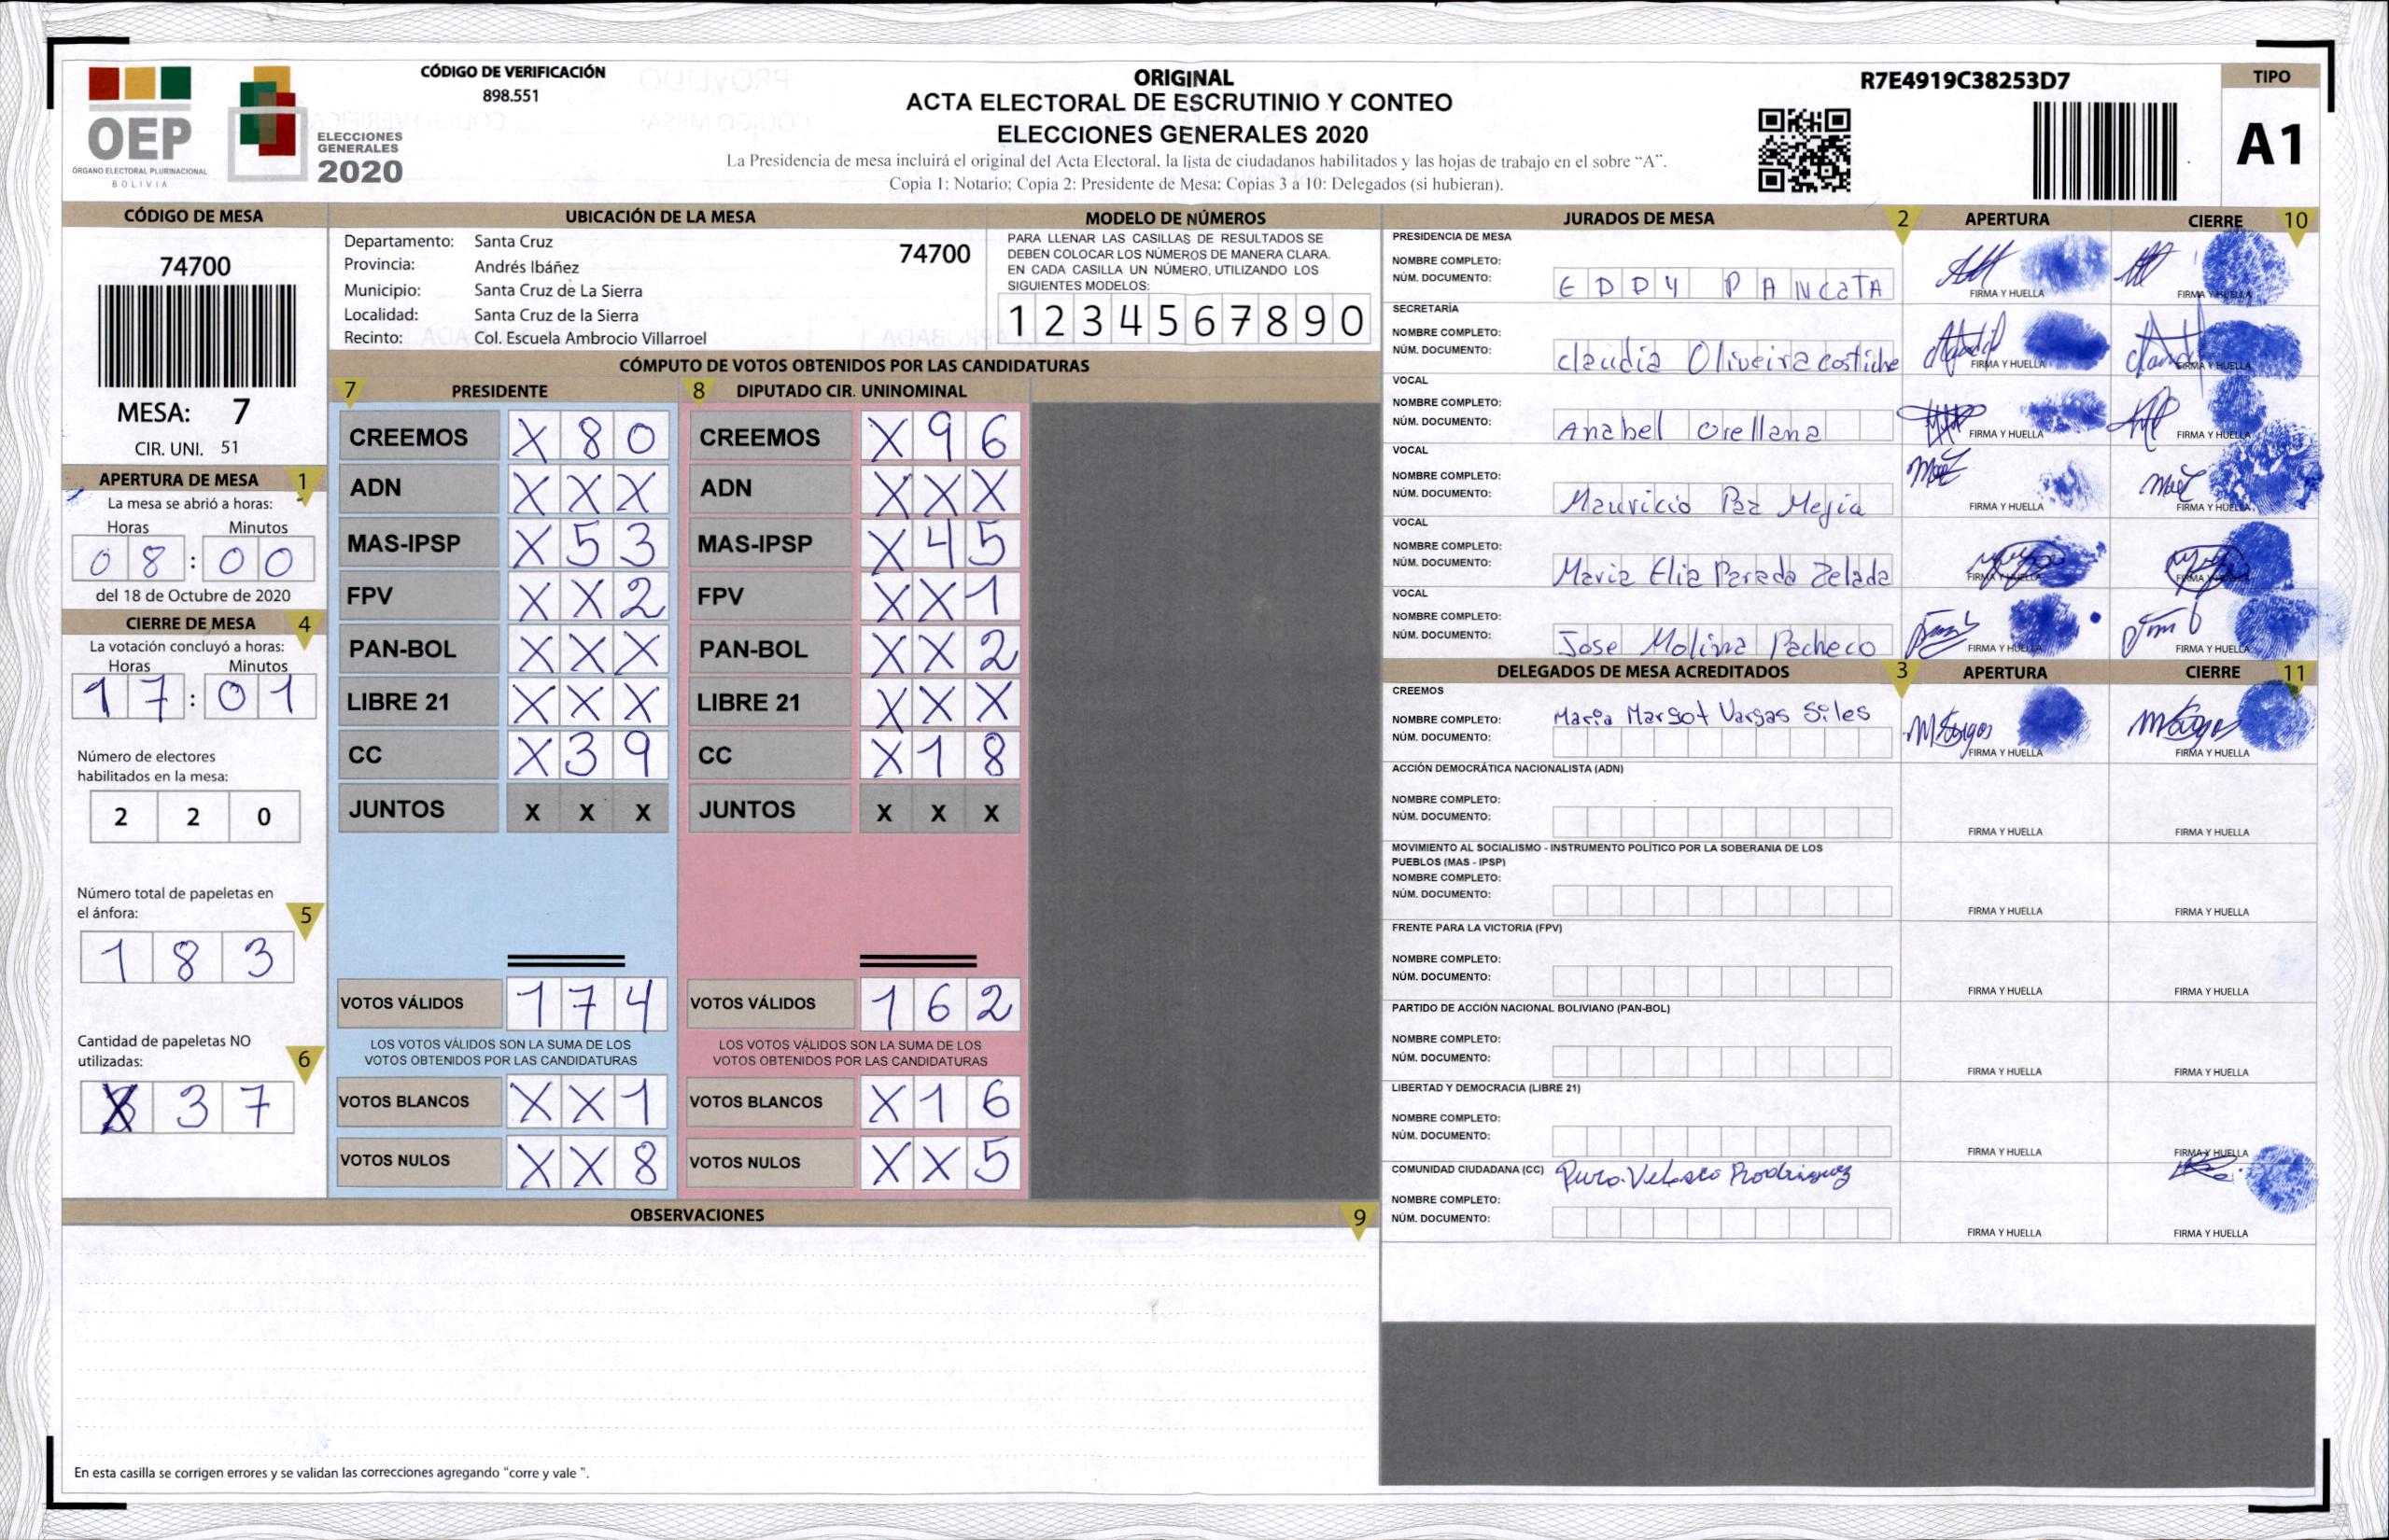 OEP
ÓRGANO ELECTORAL PLURINACIONAL
BOLIVIA
ELECCIONES
GENERALES
2020
CÓDIGO DE VERIFICACIÓN
898.551
ORIGINAL
ACTA ELECTORAL DE ESCRUTINIO Y CONTEO
ELECCIONES GENERALES 2020
La Presidencia de mesa incluirá el original del Acta Electoral, la lista de ciudadanos habilitados y las hojas de trabajo en el sobre “A”.
Copia 1: Notario; Copia 2: Presidente de Mesa; Copias 3 a 10: Delegados (si hubieran).
R7E4919C38253D7
TIPO
A1
CÓDIGO DE MESA
74700
MESA: 7
CIR. UNI. 51
APERTURA DE MESA 1
La mesa se abrió a horas:
Horas Minutos
08:00
del 18 de Octubre de 2020
CIERRE DE MESA 4
La votación concluyó a horas:
Horas Minutos
17:01
Número de electores
habilitados en la mesa:
2 2 0
Número total de papeletas en
el ánfora: 5
1 8 3
Cantidad de papeletas NO
utilizadas: 6
X 3 7
UBICACIÓN DE LA MESA
Departamento: Santa Cruz
74700
Provincia: Andrés Ibáñez
Municipio: Santa Cruz de La Sierra
Localidad: Santa Cruz de la Sierra
Recinto: Col. Escuela Ambrocio Villarroel
MODELO DE NÚMEROS
PARA LLENAR LAS CASILLAS DE RESULTADOS SE
DEBEN COLOCAR LOS NÚMEROS DE MANERA CLARA.
EN CADA CASILLA UN NÚMERO, UTILIZANDO LOS
SIGUIENTES MODELOS:
1 2 3 4 5 6 7 8 9 0
CÓMPUTO DE VOTOS OBTENIDOS POR LAS CANDIDATURAS
7 PRESIDENTE
CREEMOS X 8 0
ADN X X X
MAS-IPSP X 5 3
FPV X X 2
PAN-BOL X X X
LIBRE 21 X X X
CC X 3 9
JUNTOS X X X
VOTOS VÁLIDOS 1 7 4
LOS VOTOS VÁLIDOS SON LA SUMA DE LOS
VOTOS OBTENIDOS POR LAS CANDIDATURAS
VOTOS BLANCOS X X 1
VOTOS NULOS X X 8
8 DIPUTADO CIR. UNINOMINAL
CREEMOS X 9 6
ADN X X X
MAS-IPSP X 4 5
FPV X X 1
PAN-BOL X X 2
LIBRE 21 X X X
CC X 1 8
JUNTOS X X X
VOTOS VÁLIDOS 1 6 2
LOS VOTOS VÁLIDOS SON LA SUMA DE LOS
VOTOS OBTENIDOS POR LAS CANDIDATURAS
VOTOS BLANCOS X 1 6
VOTOS NULOS X X 5
OBSERVACIONES 9
En esta casilla se corrigen errores y se validan las correcciones agregando "corre y vale ".
JURADOS DE MESA 2 APERTURA CIERRE 10
PRESIDENCIA DE MESA
NOMBRE COMPLETO:
NÚM. DOCUMENTO: EDDY PANCATA
FIRMA Y HUELLA FIRMA Y HUELLA
SECRETARÍA
NOMBRE COMPLETO:
NÚM. DOCUMENTO: claudia Oliveira costiche
FIRMA Y HUELLA FIRMA Y HUELLA
VOCAL
NOMBRE COMPLETO:
NÚM. DOCUMENTO: Anabel Orellana
FIRMA Y HUELLA FIRMA Y HUELLA
VOCAL
NOMBRE COMPLETO:
NÚM. DOCUMENTO: Mauricio Paz Mejia
FIRMA Y HUELLA FIRMA Y HUELLA
VOCAL
NOMBRE COMPLETO:
NÚM. DOCUMENTO: Maria Elia Parada Zelada
FIRMA Y HUELLA FIRMA Y HUELLA
VOCAL
NOMBRE COMPLETO:
NÚM. DOCUMENTO: Jose Molina Pacheco
FIRMA Y HUELLA FIRMA Y HUELLA
DELEGADOS DE MESA ACREDITADOS 3 APERTURA CIERRE 11
CREEMOS
NOMBRE COMPLETO: Maria Margot Vargas Siles
NÚM. DOCUMENTO:
FIRMA Y HUELLA FIRMA Y HUELLA
ACCIÓN DEMOCRÁTICA NACIONALISTA (ADN)
NOMBRE COMPLETO:
NÚM. DOCUMENTO:
FIRMA Y HUELLA FIRMA Y HUELLA
MOVIMIENTO AL SOCIALISMO - INSTRUMENTO POLÍTICO POR LA SOBERANIA DE LOS
PUEBLOS (MAS - IPSP)
NOMBRE COMPLETO:
NÚM. DOCUMENTO:
FIRMA Y HUELLA FIRMA Y HUELLA
FRENTE PARA LA VICTORIA (FPV)
NOMBRE COMPLETO:
NÚM. DOCUMENTO:
FIRMA Y HUELLA FIRMA Y HUELLA
PARTIDO DE ACCIÓN NACIONAL BOLIVIANO (PAN-BOL)
NOMBRE COMPLETO:
NÚM. DOCUMENTO:
FIRMA Y HUELLA FIRMA Y HUELLA
LIBERTAD Y DEMOCRACIA (LIBRE 21)
NOMBRE COMPLETO:
NÚM. DOCUMENTO:
FIRMA Y HUELLA FIRMA Y HUELLA
COMUNIDAD CIUDADANA (CC) Velasco Rodriguez
NOMBRE COMPLETO:
NÚM. DOCUMENTO:
FIRMA Y HUELLA FIRMA Y HUELLA